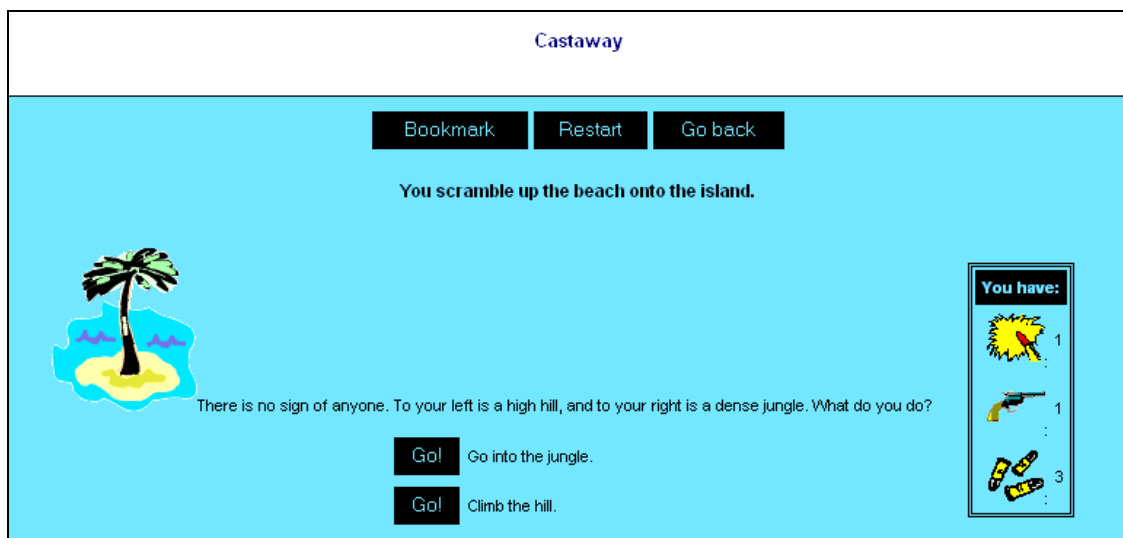 Castaway
Bookmark Restart Go back
You scramble up the beach onto the island.
You have:
1
:
There is no sign of anyone. To your left is a high hill, and to your right is a dense jungle. What do you do?
1
:
Go! Go into the jungle.
3
:
Go! Climb the hill.